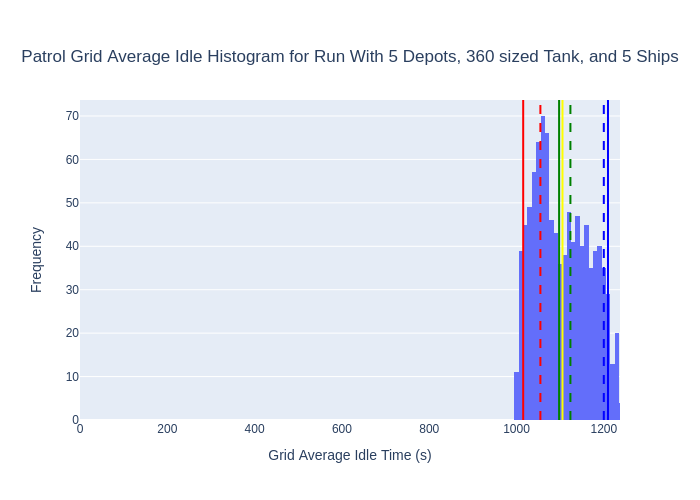 Patrol Grid Average Idle Histogram for Run With 5 Depots, 360 sized Tank, and 5 Ships
70
60
50
40
30
20
10
0
Frequency
0 200 400 600 800 1000 1200
Grid Average Idle Time (s)